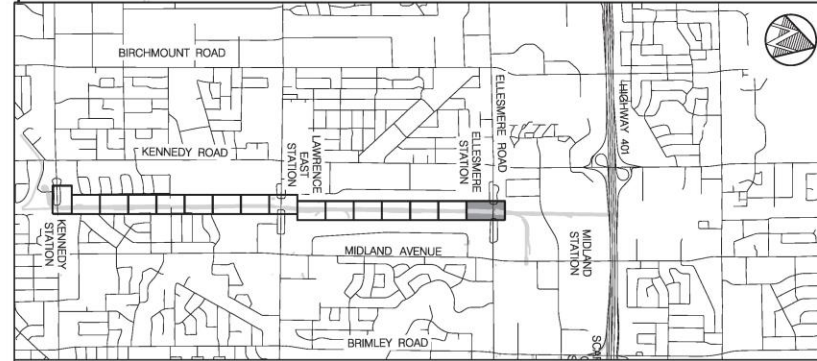 BIRCHMOUNT ROAD
KENNEDY ROAD
LAWRENCE
EAST
STATION
ELLESMERE
STATION
ELLESMERE ROAD
HIGHWAY 401
KENNEDY
STATION
MIDLAND AVENUE
MIDLAND
STATION
BRIMLEY ROAD